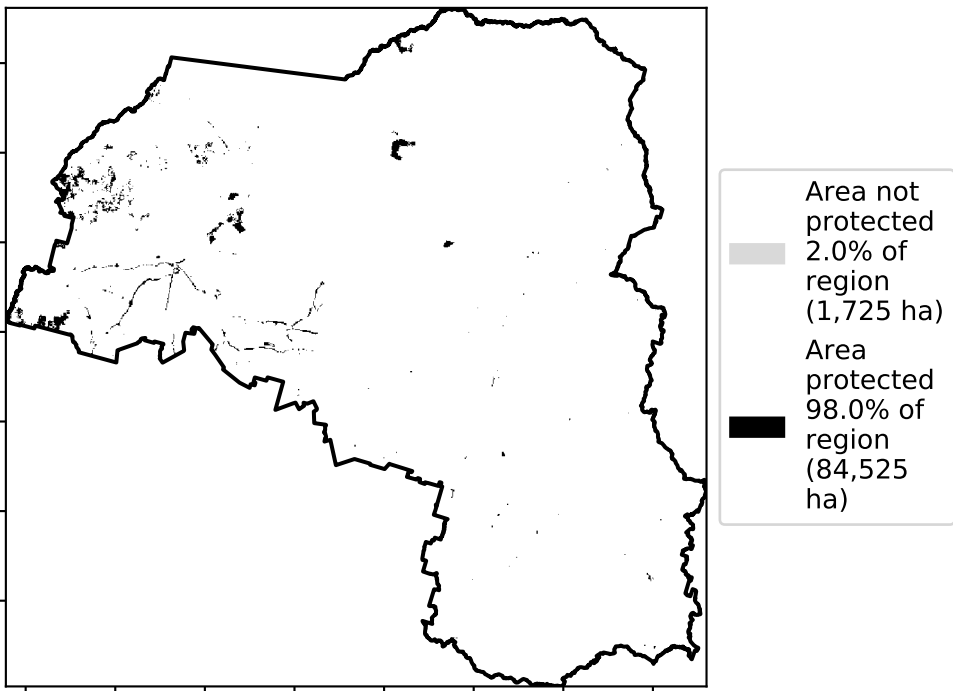 Area not
protected
2.0% of
region
(1,725 ha)
Area
protected
98.0% of
region
(84,525
ha)